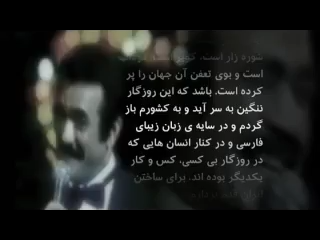 شوره زار است. کویر
است و بوی تعفن آن جهان را پر
کرده است. باشد که این روزگار
ننگین به سر آید و به کشورم باز
گردم و در سایه ی زبان زیبای
فارسی و در کنار انسان هایی که
در روزگار بی کسی، کس و کار
یکدیگر بوده اند. برای ساختن